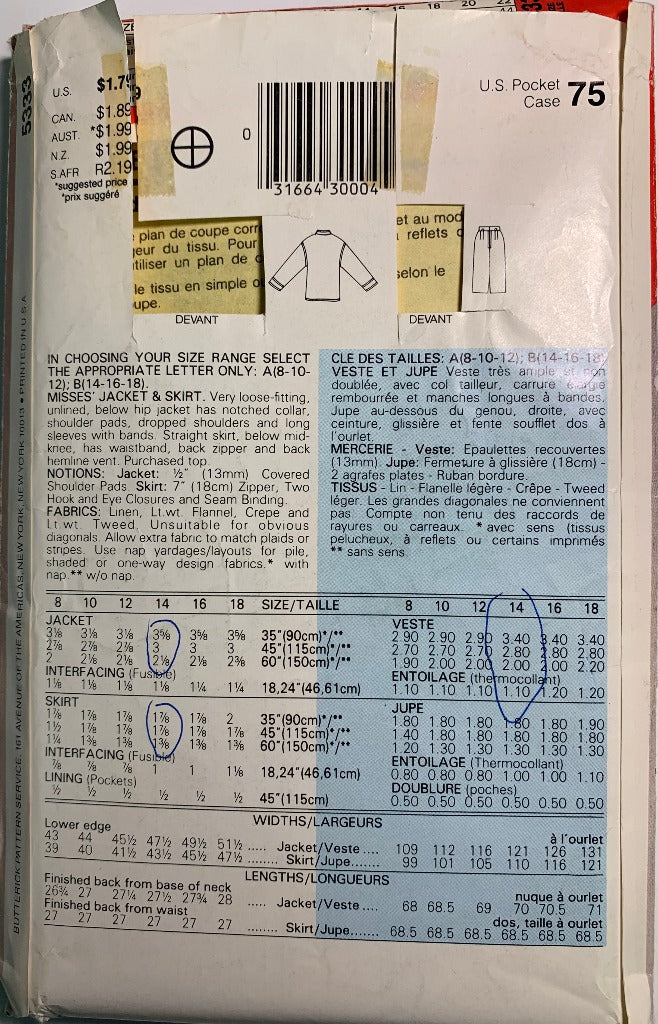 18 20 22
44
5333
U.S. $1.79
CAN. $1.89
AUST. *$1.99
N.Z. $1.99
S.AFR R2.19
*suggested price
*prix suggéré
0
31664 30004
U.S. Pocket
Case 75
plan de coupe corr
eur du tissu. Pour
utiliser un plan de
le tissu en simple ou
upe.
DEVANT
et au mod
reflets
selon le
DEVANT
BUTTERICK PATTERN SERVICE, 161 AVENUE OF THE AMERICAS, NEW YORK, NEW YORK 10013 • PRINTED IN U.S.A.
IN CHOOSING YOUR SIZE RANGE SELECT
THE APPROPRIATE LETTER ONLY: A(8-10-
12); B(14-16-18).
MISSES' JACKET & SKIRT. Very loose-fitting,
unlined, below hip jacket has notched collar,
shoulder pads, dropped shoulders and long
sleeves with bands. Straight skirt, below mid-
knee, has waistband, back zipper and back
hemline vent. Purchased top.
NOTIONS: Jacket: ½" (13mm) Covered
Shoulder Pads. Skirt: 7" (18cm) Zipper, Two
Hook and Eye Closures and Seam Binding.
FABRICS: Linen, Lt.wt. Flannel, Crepe and
Lt.wt. Tweed. Unsuitable for obvious
diagonals. Allow extra fabric to match plaids or
stripes. Use nap yardages/layouts for pile,
shaded or one-way design fabrics.* with
nap.** w/o nap.
CLE DES TAILLES: A(8-10-12); B(14-16-18)
VESTE ET JUPE Veste très ample et non
doublée, avec col tailleur, carrure élargie
rembourrée et manches longues à bandes.
Jupe au-dessous du genou, droite, avec
ceinture, glissière et fente soufflet dos à
l'ourlet.
MERCERIE - Veste: Epaulettes recouvertes
(13mm). Jupe: Fermeture à glissière (18cm) -
2 agrafes plates - Ruban bordure.
TISSUS - Lin - Flanelle légère - Crêpe - Tweed
léger. Les grandes diagonales ne conviennent
pas. Compte non tenu des raccords de
rayures ou carreaux. *avec sens (tissus
pelucheux, à reflets ou certains imprimés
** sans sens.
8 10 12 14 16 18 SIZE/TAILLE 8 10 12 14 16 18
JACKET VESTE
3⅛ 3⅛ 3⅛ 3⅝ 3⅝ 3⅝ 35"(90cm)*/** 2.90 2.90 2.90 3.40 3.40 3.40
2⅞ 2⅞ 2⅞ 3 3 3 45"(115cm)*/** 2.70 2.70 2.70 2.80 2.80 2.80
2 2⅛ 2⅛ 2⅛ 2⅛ 2⅜ 60"(150cm)*/** 1.90 2.00 2.00 2.00 2.00 2.20
INTERFACING (Fusible) ENTOILAGE (thermocollant)
1⅛ 1⅛ 1⅛ 1⅛ 1¼ 1¼ 18,24"(46,61cm) 1.10 1.10 1.10 1.10 1.20 1.20
SKIRT JUPE
1⅞ 1⅞ 1⅞ 1⅞ 1⅞ 2 35"(90cm)*/** 1.80 1.80 1.80 1.80 1.80 1.90
1½ 1⅞ 1⅞ 1⅞ 1⅞ 1⅞ 45"(115cm)*/** 1.40 1.80 1.80 1.80 1.80 1.80
1¼ 1⅜ 1⅜ 1⅜ 1⅜ 1⅜ 60"(150cm)*/** 1.20 1.30 1.30 1.30 1.30 1.30
INTERFACING (Fusible) ENTOILAGE (Thermocollant)
⅞ ⅞ ⅞ 1 1 1⅛ 18,24"(46,61cm) 0.80 0.80 0.80 1.00 1.00 1.10
LINING (Pockets) DOUBLURE (poches)
½ ½ ½ ½ ½ ½ 45"(115cm) 0.50 0.50 0.50 0.50 0.50 0.50
WIDTHS/LARGEURS
Lower edge à l'ourlet
43 44 45½ 47½ 49½ 51½ ..... Jacket/Veste .... 109 112 116 121 126 131
39 40 41½ 43½ 45½ 47½ ........ Skirt/Jupe....... 99 101 105 110 116 121
LENGTHS/LONGUEURS
Finished back from base of neck nuque à ourlet
26¾ 27 27¼ 27½ 27¾ 28 ..... Jacket/Veste .... 68 68.5 69 70 70.5 71
Finished back from waist dos, taille à ourlet
27 27 27 27 27 27 ........ Skirt/Jupe....... 68.5 68.5 68.5 68.5 68.5 68.5